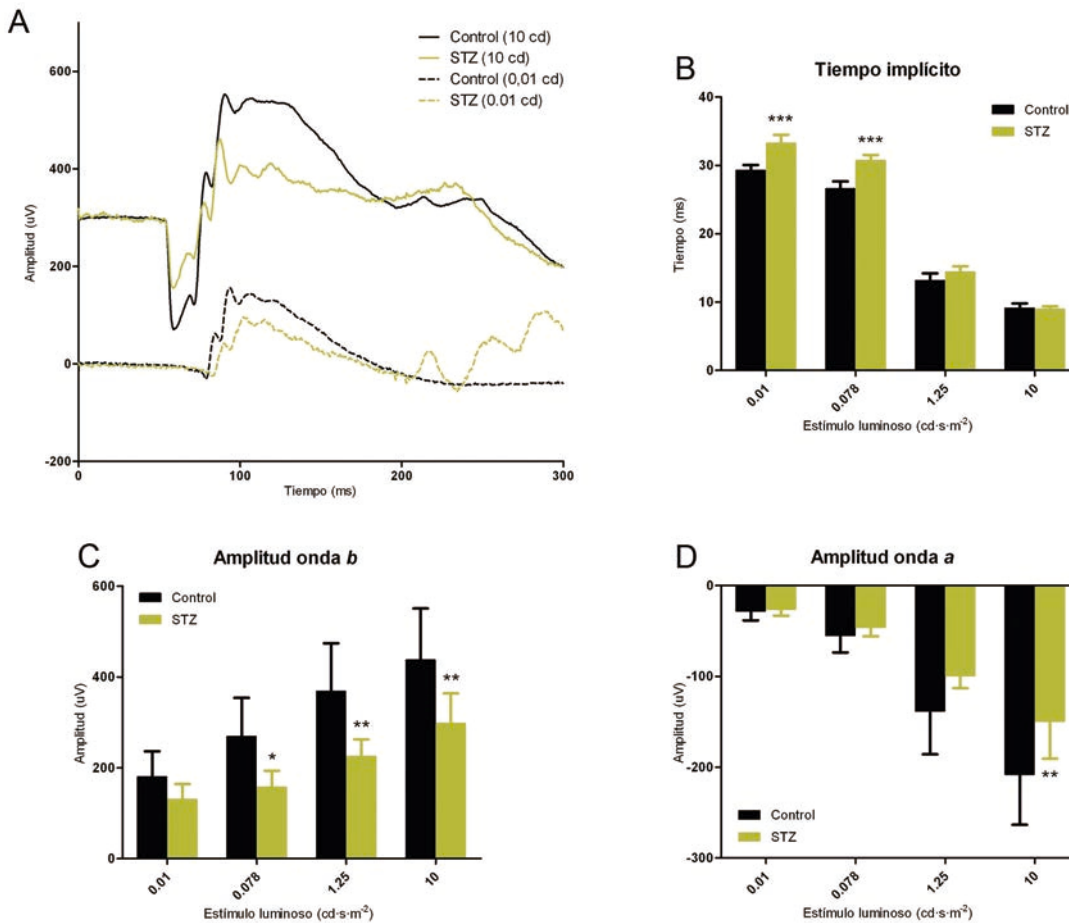 A
Control (10 cd)
STZ (10 cd)
Control (0,01 cd)
STZ (0.01 cd)
Amplitud (uV)
600
400
200
0
-200
0
100
200
300
Tiempo (ms)
B
Tiempo implícito
Control
STZ
Tiempo (ms)
40
30
20
10
0
***
***
0.01
0.078
1.25
10
Estímulo luminoso (cd·s·m⁻²)
C
Amplitud onda b
Control
STZ
Amplitud (uV)
600
400
200
0
*
**
**
0.01
0.078
1.25
10
Estímulo luminoso (cd·s·m⁻²)
D
Amplitud onda a
Amplitud (uV)
0
-100
-200
-300
**
Control
STZ
0.01
0.078
1.25
10
Estímulo luminoso (cd·s·m⁻²)